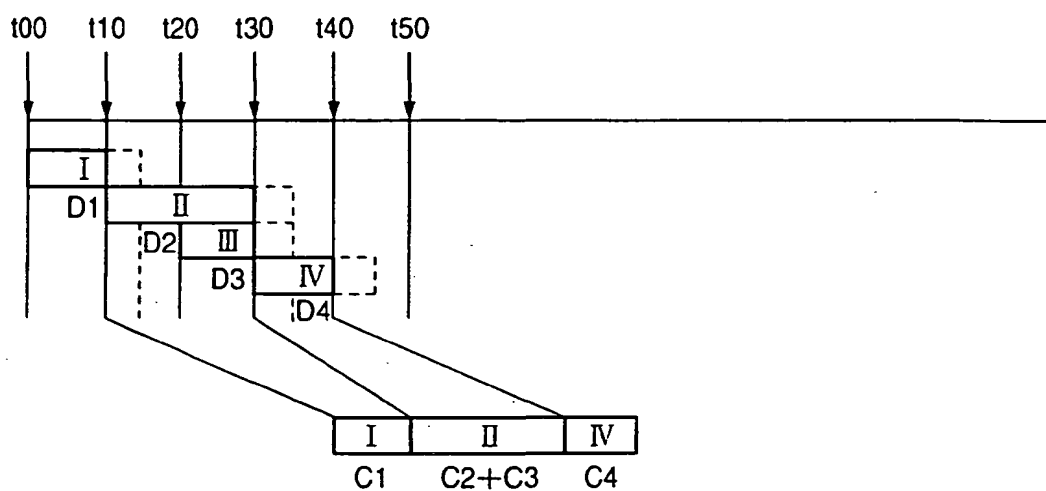 t00 t10 t20 t30 t40 t50
I
D1 II
D2 III
D3 IV
D4
I II IV
C1 C2+C3 C4